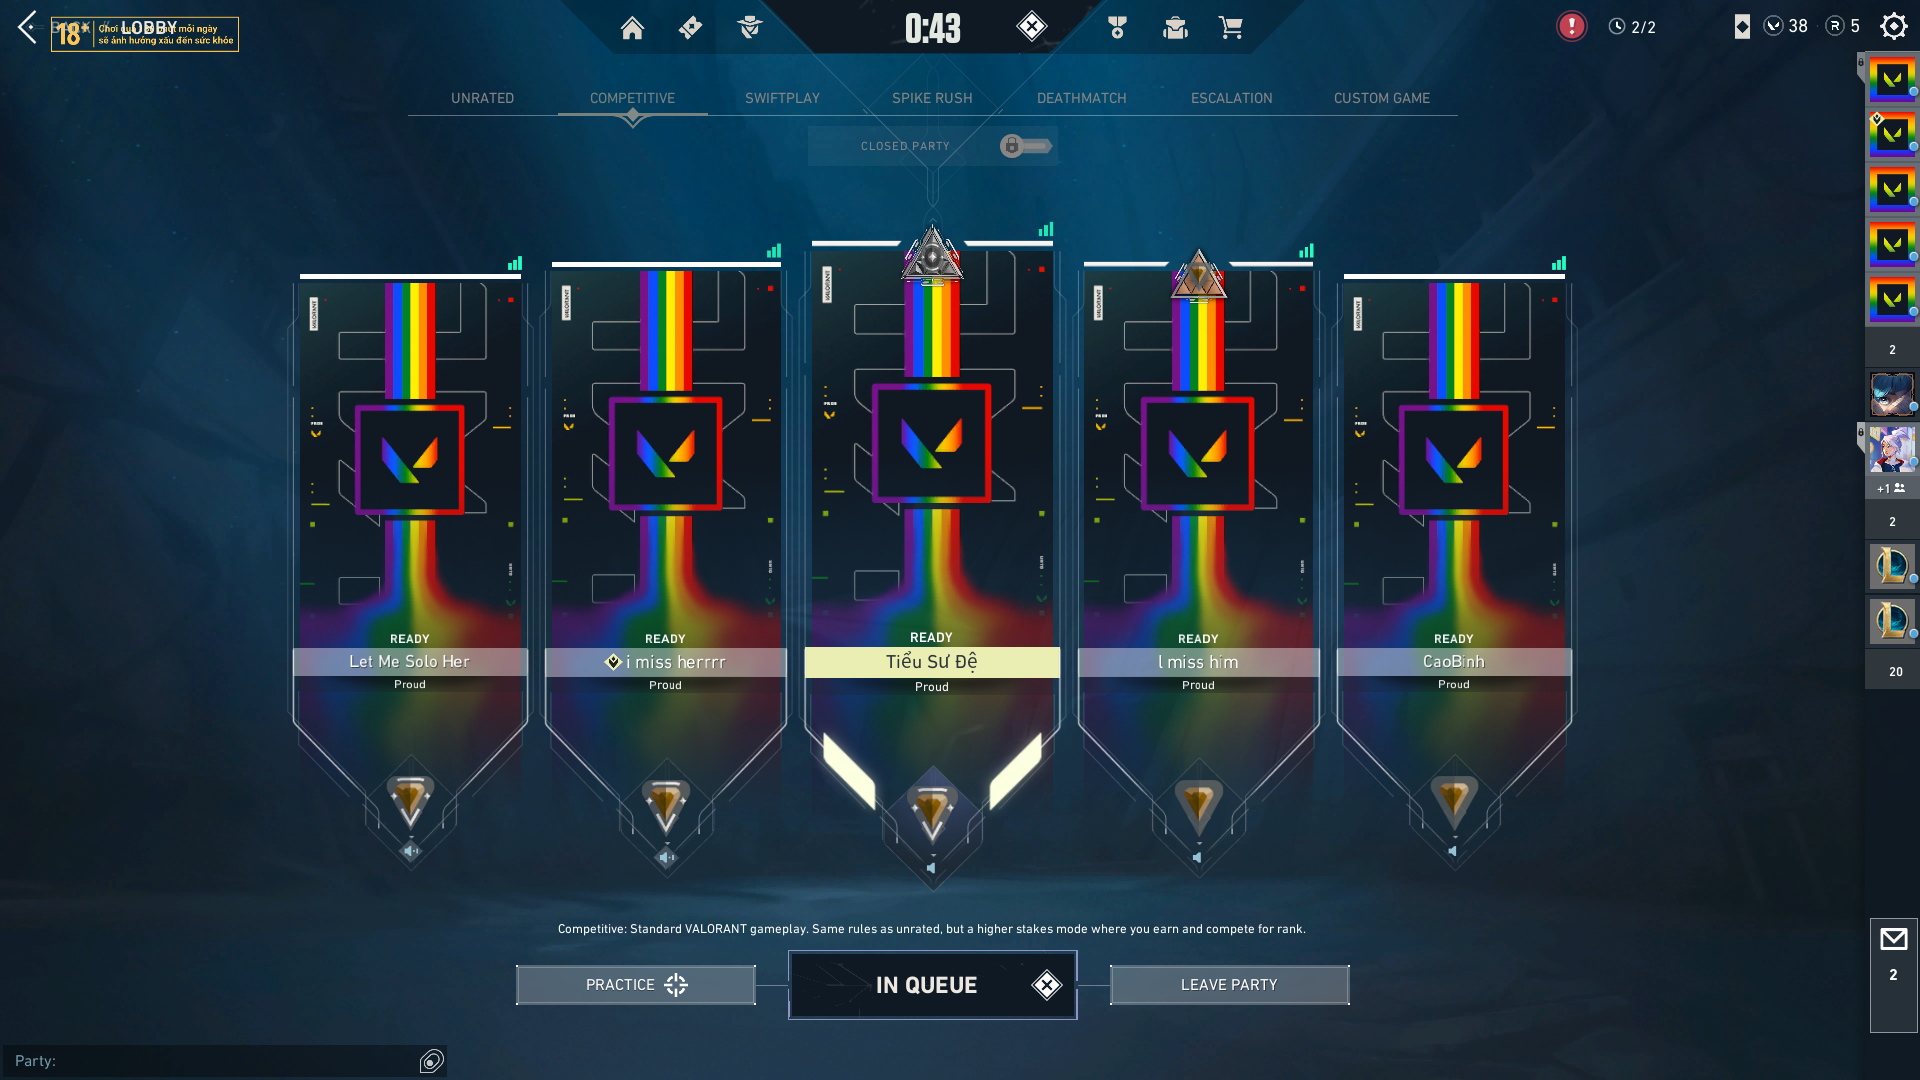 LOBBY
18+
sẽ ảnh hưởng xấu đến sức khỏe
0:43
2/2
38
5
UNRATED
COMPETITIVE
SWIFTPLAY
SPIKE RUSH
DEATHMATCH
ESCALATION
CUSTOM GAME
CLOSED PARTY
READY
Let Me Solo Her
Proud
READY
i miss herrrr
Proud
READY
Tiểu Sư Đệ
Proud
READY
l miss him
Proud
READY
CaoBinh
Proud
2
+1
2
20
Competitive: Standard VALORANT gameplay. Same rules as unrated, but a higher stakes mode where you earn and compete for rank.
PRACTICE
IN QUEUE
LEAVE PARTY
2
Party: